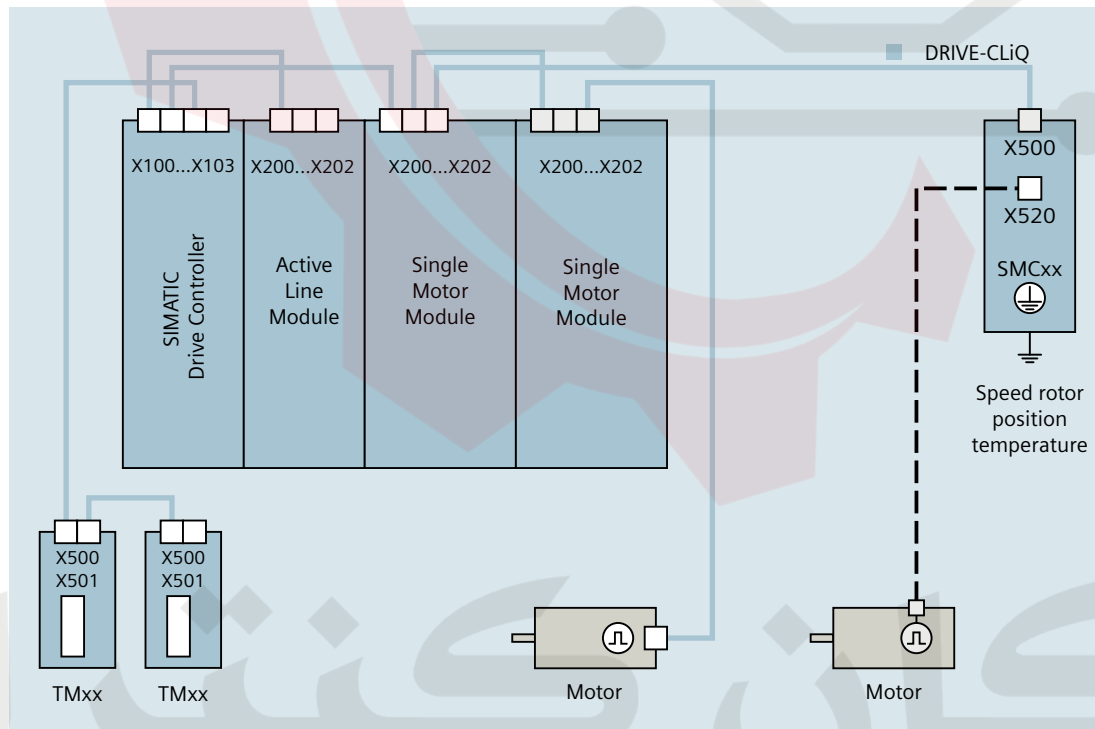 DRIVE-CLiQ
X100...X103
X200...X202
X200...X202
X200...X202
SIMATIC
Drive Controller
Active
Line
Module
Single
Motor
Module
Single
Motor
Module
X500
X520
SMCxx
Speed rotor
position
temperature
X500
X501
X500
X501
TMxx
TMxx
Motor
Motor